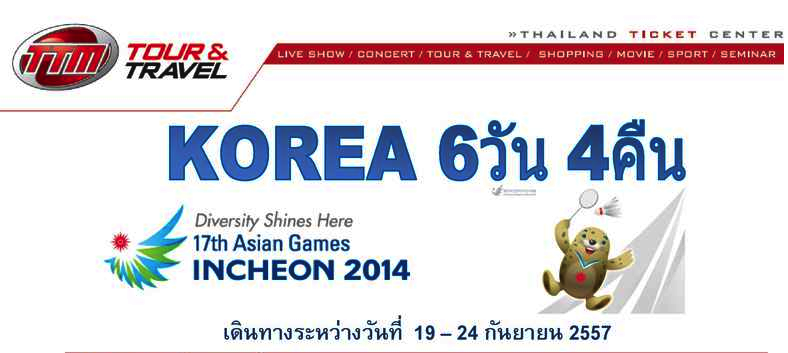 »THAILAND TICKET CENTER
TTM TOUR & TRAVEL
LIVE SHOW / CONCERT / TOUR & TRAVEL / SHOPPING / MOVIE / SPORT / SEMINAR
KOREA 6วัน 4คืน
Diversity Shines Here
17th Asian Games
INCHEON 2014
เดินทางระหว่างวันที่ 19 – 24 กันยายน 2557